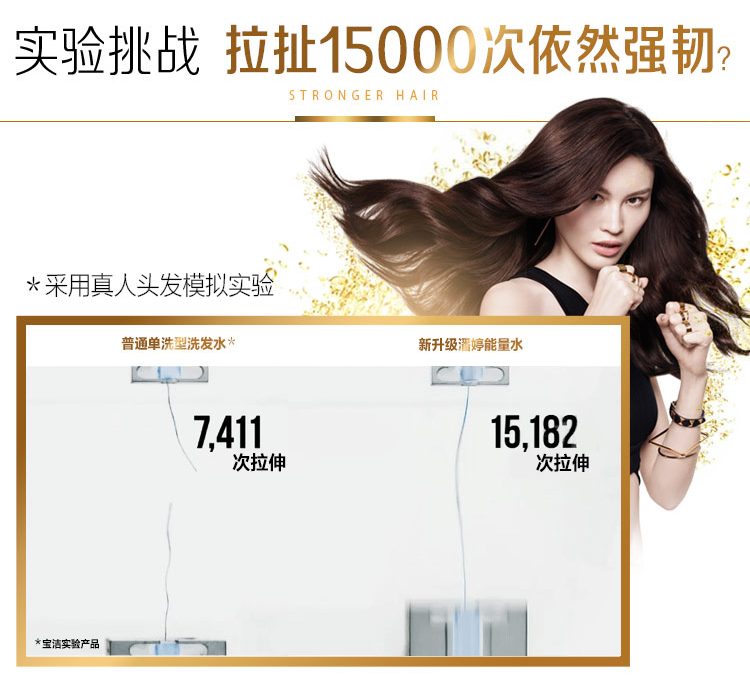 实验挑战 拉扯15000次依然强韧?
STRONGER HAIR
*采用真人头发模拟实验
普通单洗型洗发水*
新升级潘婷能量水
7,411
次拉伸
15,182
次拉伸
*宝洁实验产品